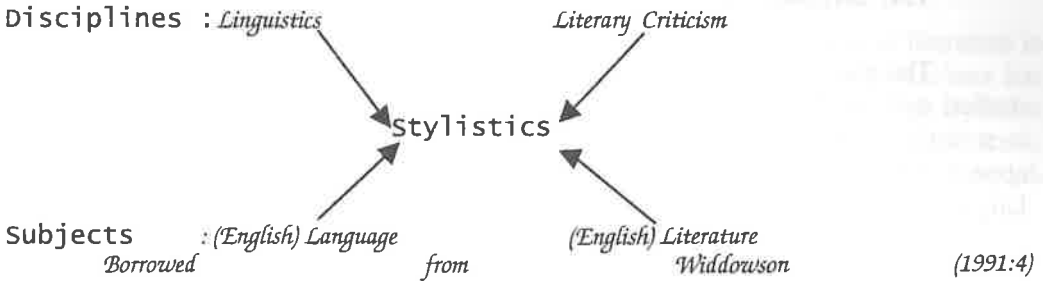 Disciplines : Linguistics Literary Criticism
Stylistics
Subjects : (English) Language (English) Literature
Borrowed from Widdowson (1991:4)